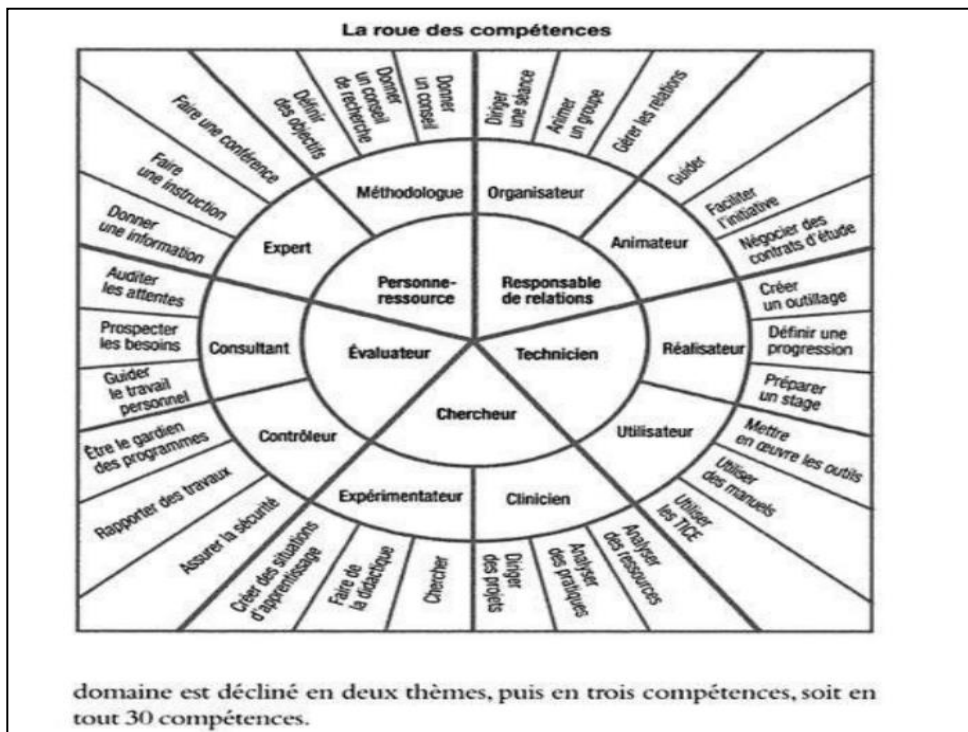 La roue des compétences
Définir
des objectifs
Donner
un conseil
de recherche
Donner
un conseil
Diriger
une séance
Animer
un groupe
Gérer les relations
Faire une conférence
Guider
Faire
une instruction
Faciliter
l'initiative
Donner
une information
Négocier des
contrats d'étude
Méthodologue
Organisateur
Expert
Animateur
Personne-
ressource
Responsable
de relations
Auditer
les attentes
Créer
un outillage
Prospecter
les besoins
Consultant
Évaluateur
Technicien
Réalisateur
Définir une
progression
Guider
le travail
personnel
Préparer
un stage
Chercheur
Être le gardien
des programmes
Contrôleur
Utilisateur
Mettre
en œuvre les outils
Rapporter des travaux
Utiliser
des manuels
Assurer la sécurité
Expérimentateur
Clinicien
Utiliser
les TICE
Créer des situations
d'apprentissage
Faire de
la didactique
Chercher
Diriger
des projets
Analyser
des pratiques
Analyser
des ressources
domaine est décliné en deux thèmes, puis en trois compétences, soit en
tout 30 compétences.